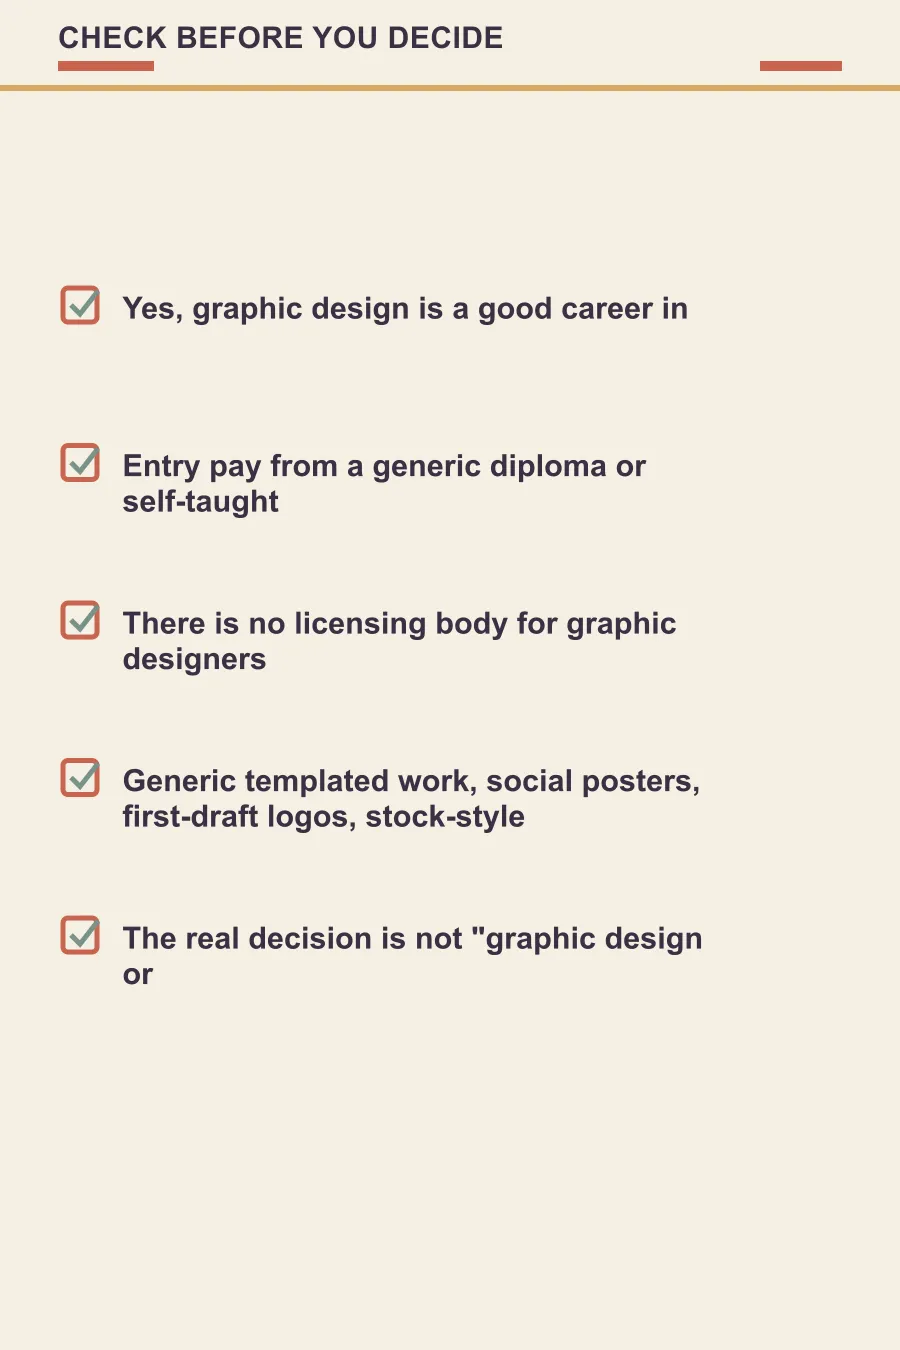 CHECK BEFORE YOU DECIDE
Yes, graphic design is a good career in
Entry pay from a generic diploma or
self-taught
There is no licensing body for graphic
designers
Generic templated work, social posters,
first-draft logos, stock-style
The real decision is not "graphic design
or